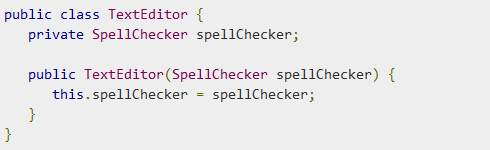 public class TextEditor {
   private SpellChecker spellChecker;

   public TextEditor(SpellChecker spellChecker) {
      this.spellChecker = spellChecker;
   }
}